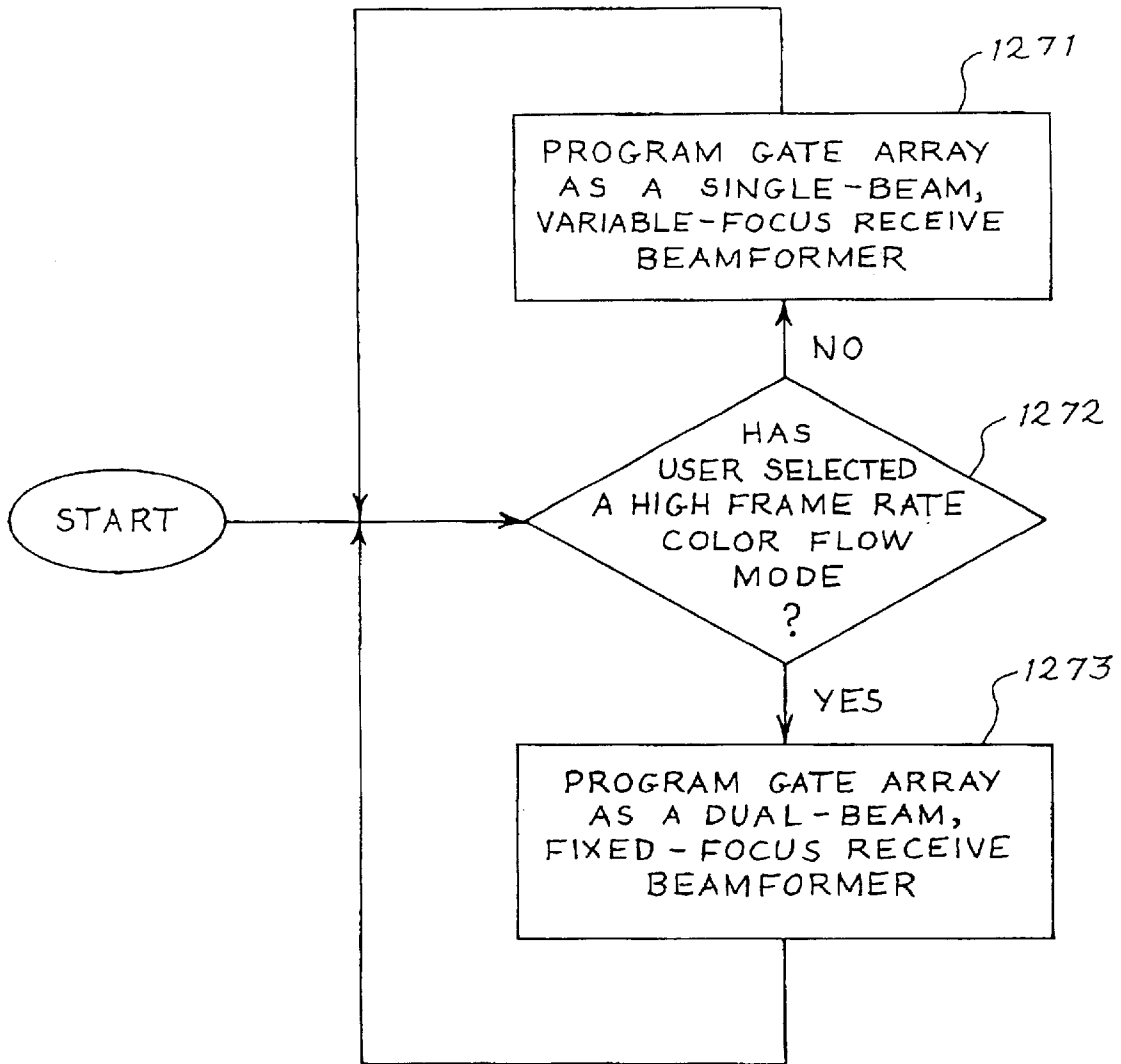 1271
PROGRAM GATE ARRAY
AS A SINGLE-BEAM,
VARIABLE-FOCUS RECEIVE
BEAMFORMER
NO
1272
HAS
USER SELECTED
A HIGH FRAME RATE
COLOR FLOW
MODE
?
START
1273
YES
PROGRAM GATE ARRAY
AS A DUAL-BEAM,
FIXED-FOCUS RECEIVE
BEAMFORMER